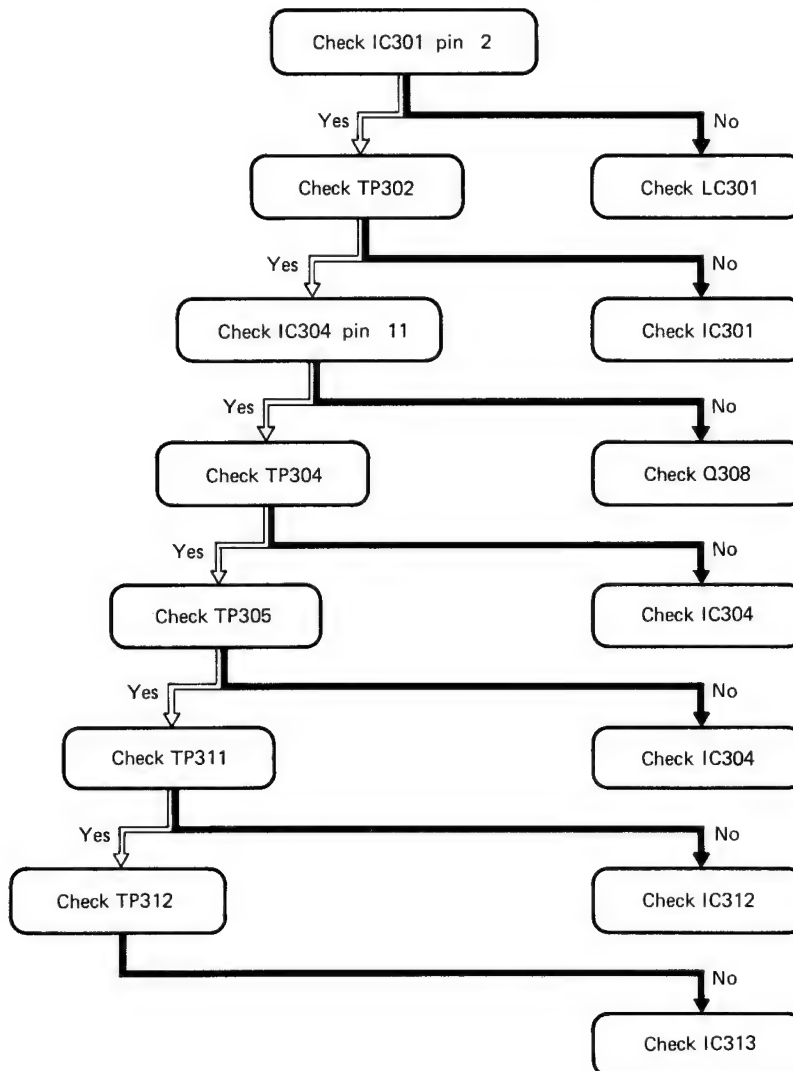 Check IC301 pin 2
Yes
No
Check TP302
Check LC301
Yes
No
Check IC304 pin 11
Check IC301
Yes
No
Check TP304
Check Q308
Yes
No
Check TP305
Check IC304
Yes
No
Check TP311
Check IC304
Yes
No
Check TP312
Check IC312
No
Check IC313